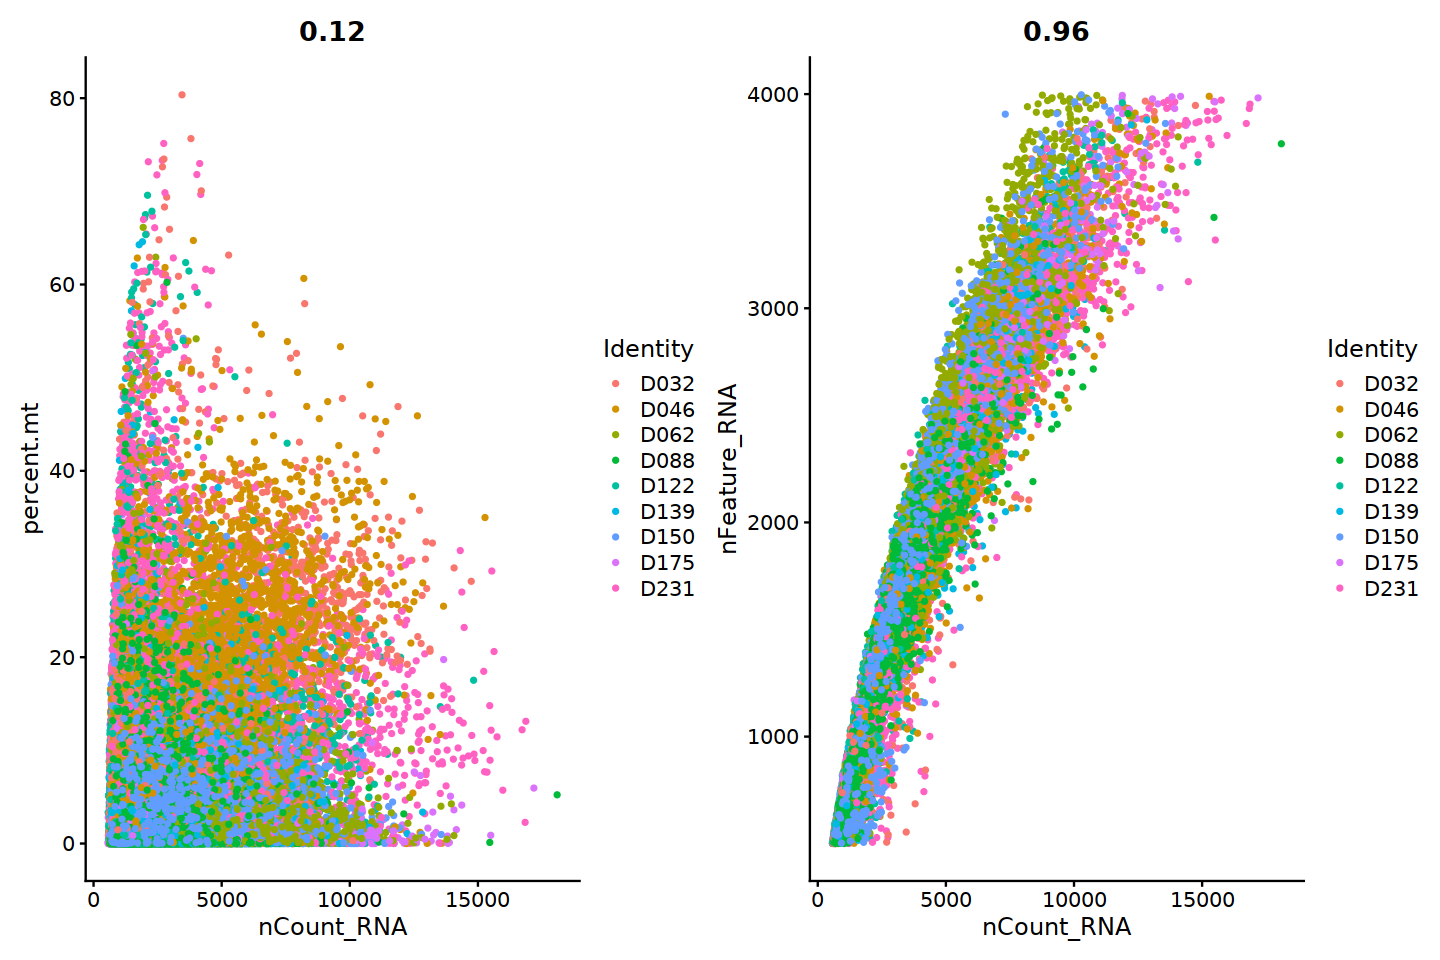 0.12
80
60
40
20
0
percent.mt
0 5000 10000 15000
nCount_RNA
Identity
D032
D046
D062
D088
D122
D139
D150
D175
D231
0.96
4000
3000
2000
1000
nFeature_RNA
0 5000 10000 15000
nCount_RNA
Identity
D032
D046
D062
D088
D122
D139
D150
D175
D231